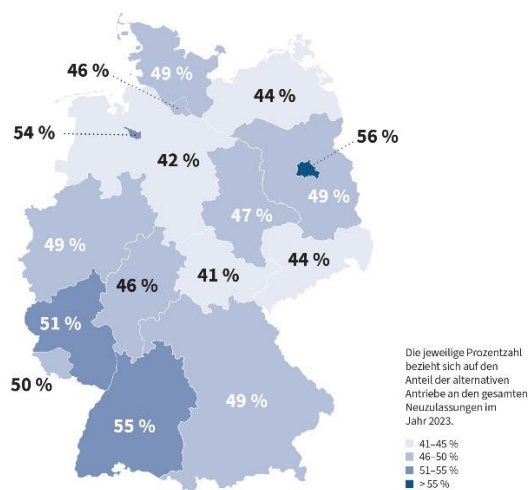 49 %
46 %
44 %
54 %
56 %
42 %
49 %
47 %
49 %
44 %
46 %
41 %
51 %
50 %
49 %
55 %
Die jeweilige Prozentzahl
bezieht sich auf den
Anteil der alternativen
Antriebe an den gesamten
Neuzulassungen im
Jahr 2023.
41–45 %
46–50 %
51–55 %
> 55 %